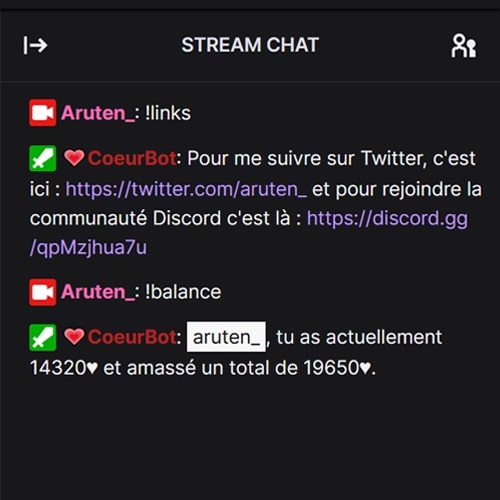 STREAM CHAT
Aruten_: !links
❤CoeurBot: Pour me suivre sur Twitter, c'est
ici : https://twitter.com/aruten_ et pour rejoindre la
communauté Discord c'est là : https://discord.gg
/qpMzjhua7u
Aruten_: !balance
❤CoeurBot: aruten_, tu as actuellement
14320♥ et amassé un total de 19650♥.